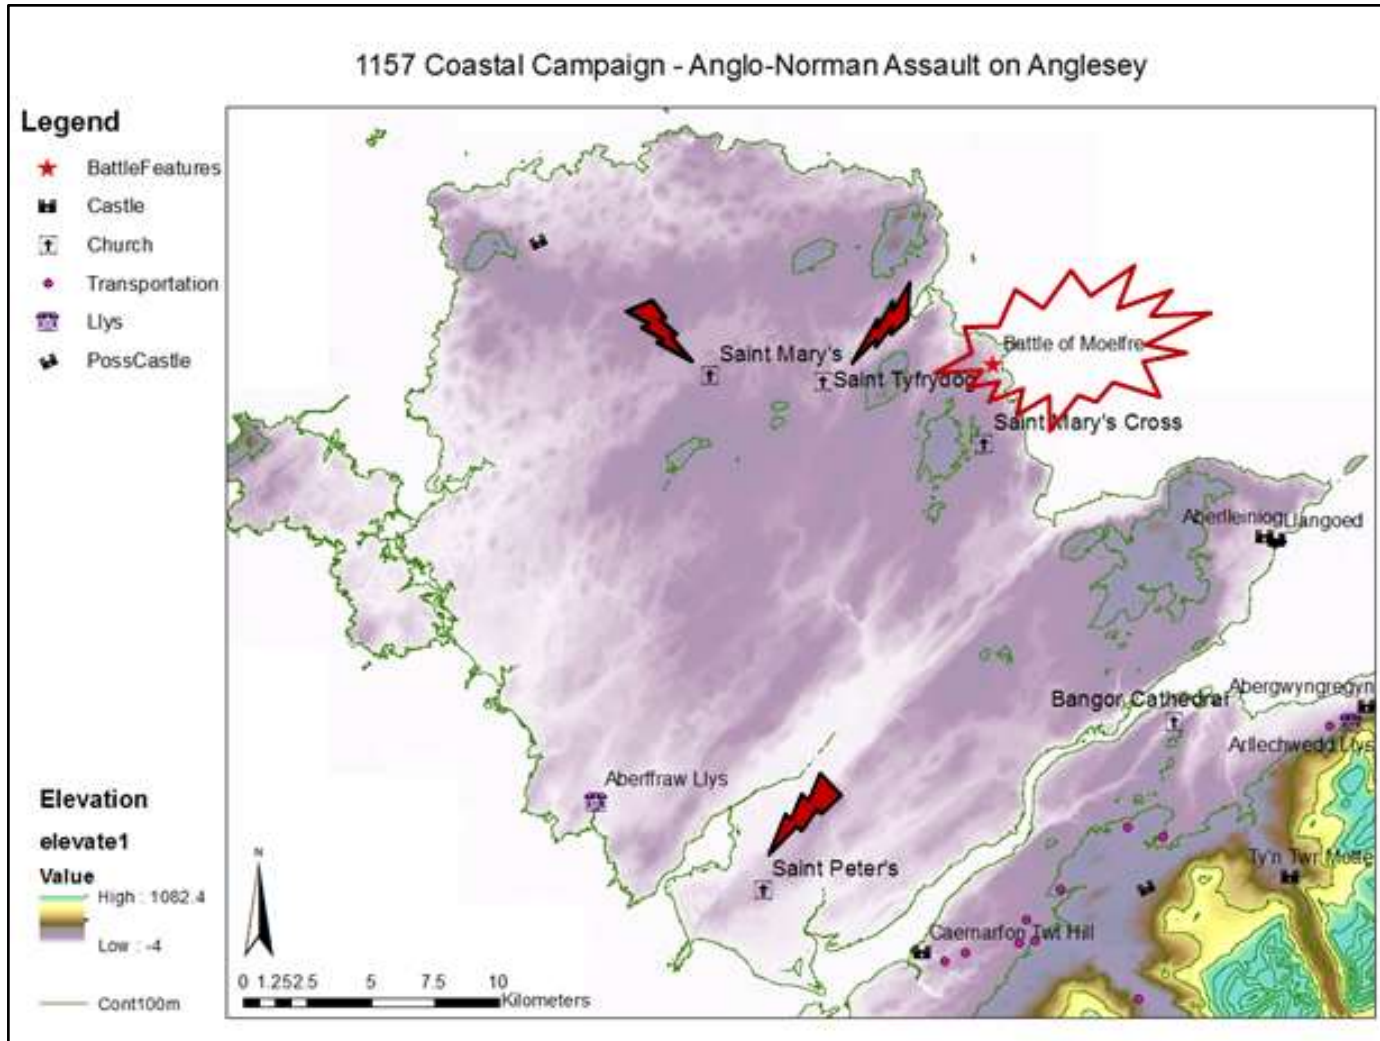 1157 Coastal Campaign - Anglo-Norman Assault on Anglesey
Legend
BattleFeatures
Castle
Church
Transportation
Llys
PossCastle
Battle of Moelfre
Saint Mary's
Saint Tyfrydog
Saint Mary's Cross
Aberlleiniog
Llangoed
Abergwyngregyn
Bangor Cathedral
Arllechwedd Llys
Aberffraw Llys
Ty'n Twr Motte
Saint Peter's
Caernarfon Twt Hill
Elevation
elevate1
Value
High : 1082.4
Low : -4
Cont100m
N
0 1.252.5 5 7.5 10
Kilometers